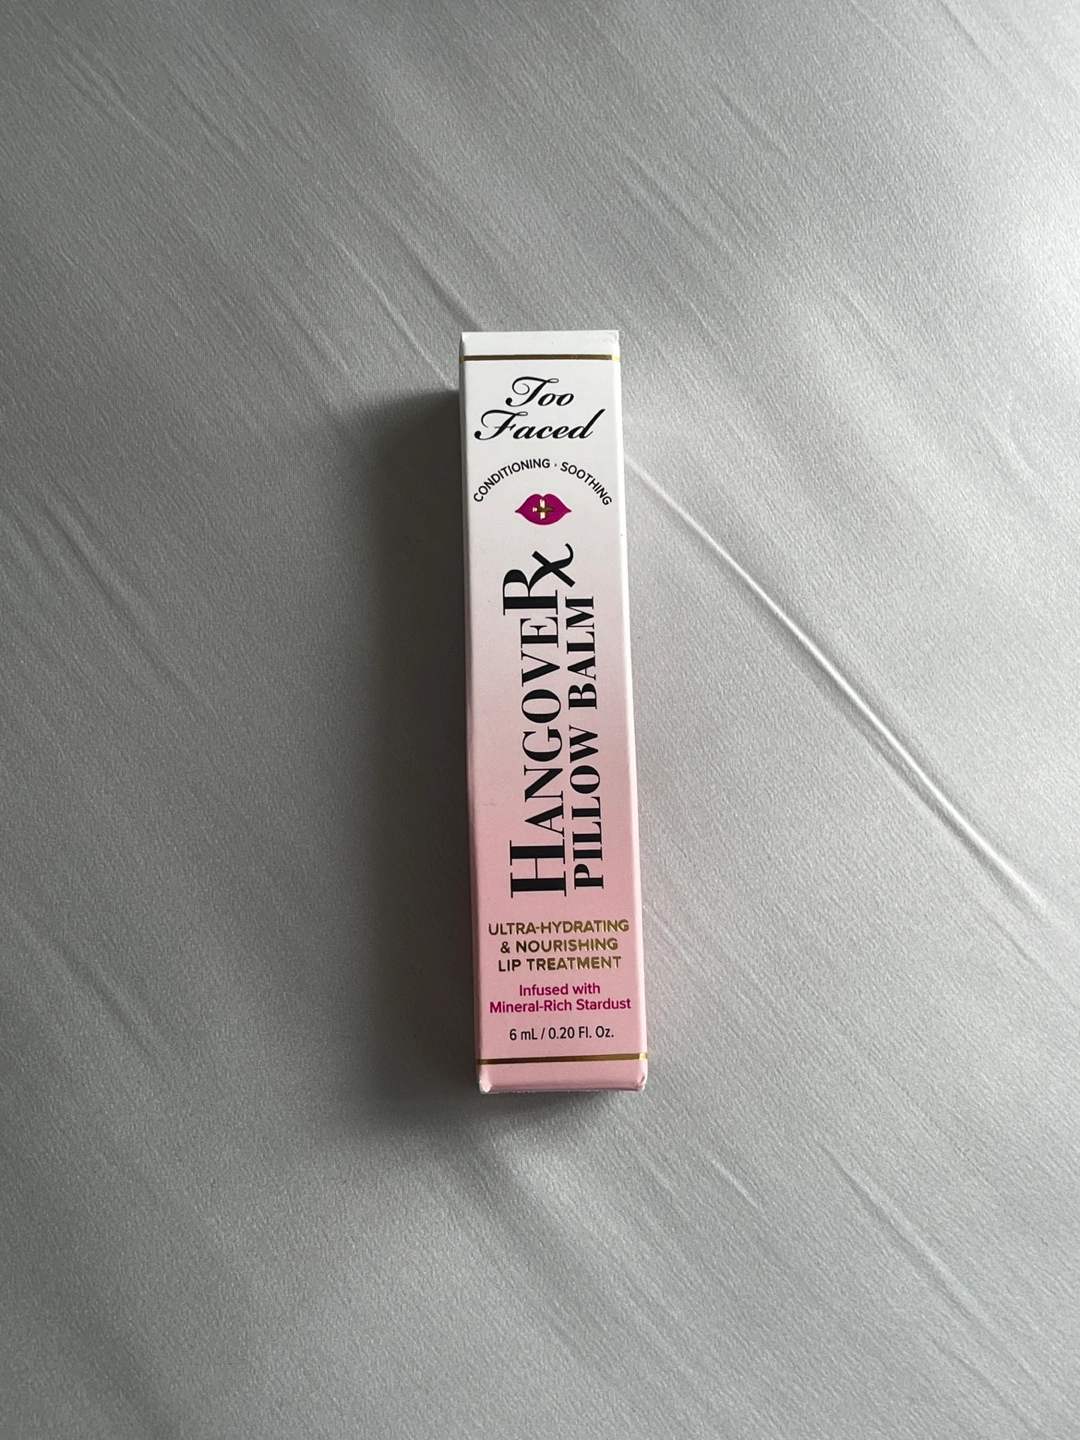 Too
Faced
CONDITIONING · SOOTHING
HANGOVERx
PILLOW BALM
ULTRA-HYDRATING
& NOURISHING
LIP TREATMENT
Infused with
Mineral-Rich Stardust
6 mL / 0.20 Fl. Oz.